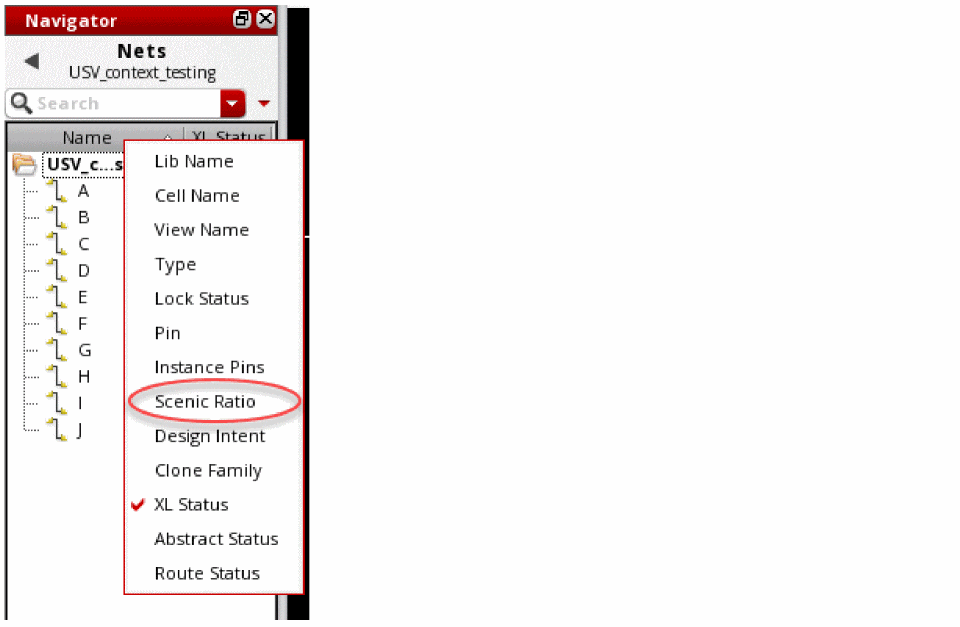 Navigator
Nets
USV_context_testing
Search
Name XL Status
USV_c...s
A
B
C
D
E
F
G
H
I
J
Lib Name
Cell Name
View Name
Type
Lock Status
Pin
Instance Pins
Scenic Ratio
Design Intent
Clone Family
XL Status
Abstract Status
Route Status